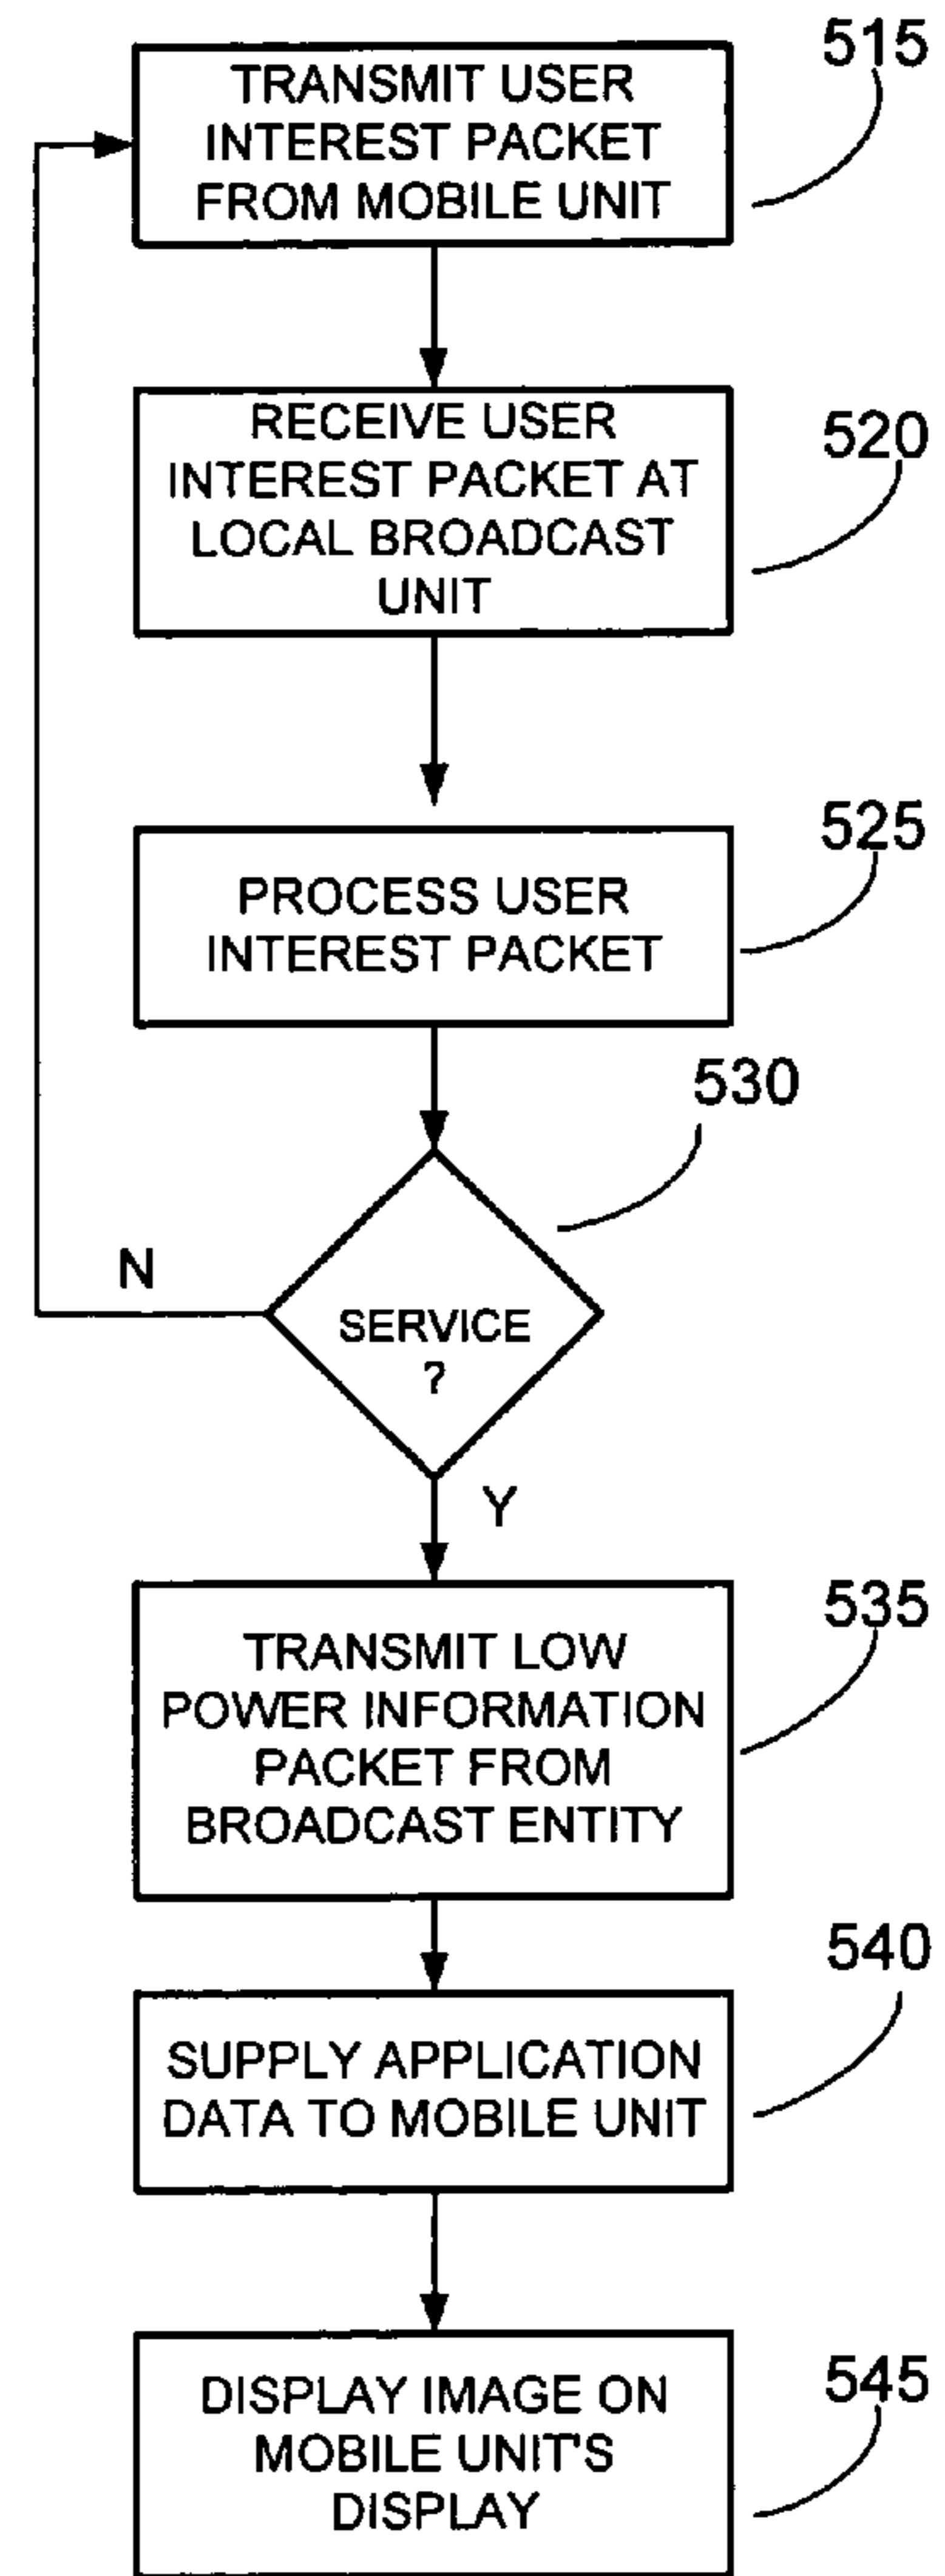 515
TRANSMIT USER
INTEREST PACKET
FROM MOBILE UNIT
520
RECEIVE USER
INTEREST PACKET AT
LOCAL BROADCAST
UNIT
525
PROCESS USER
INTEREST PACKET
530
N
SERVICE
?
Y
535
TRANSMIT LOW
POWER INFORMATION
PACKET FROM
BROADCAST ENTITY
540
SUPPLY APPLICATION
DATA TO MOBILE UNIT
545
DISPLAY IMAGE ON
MOBILE UNIT'S
DISPLAY